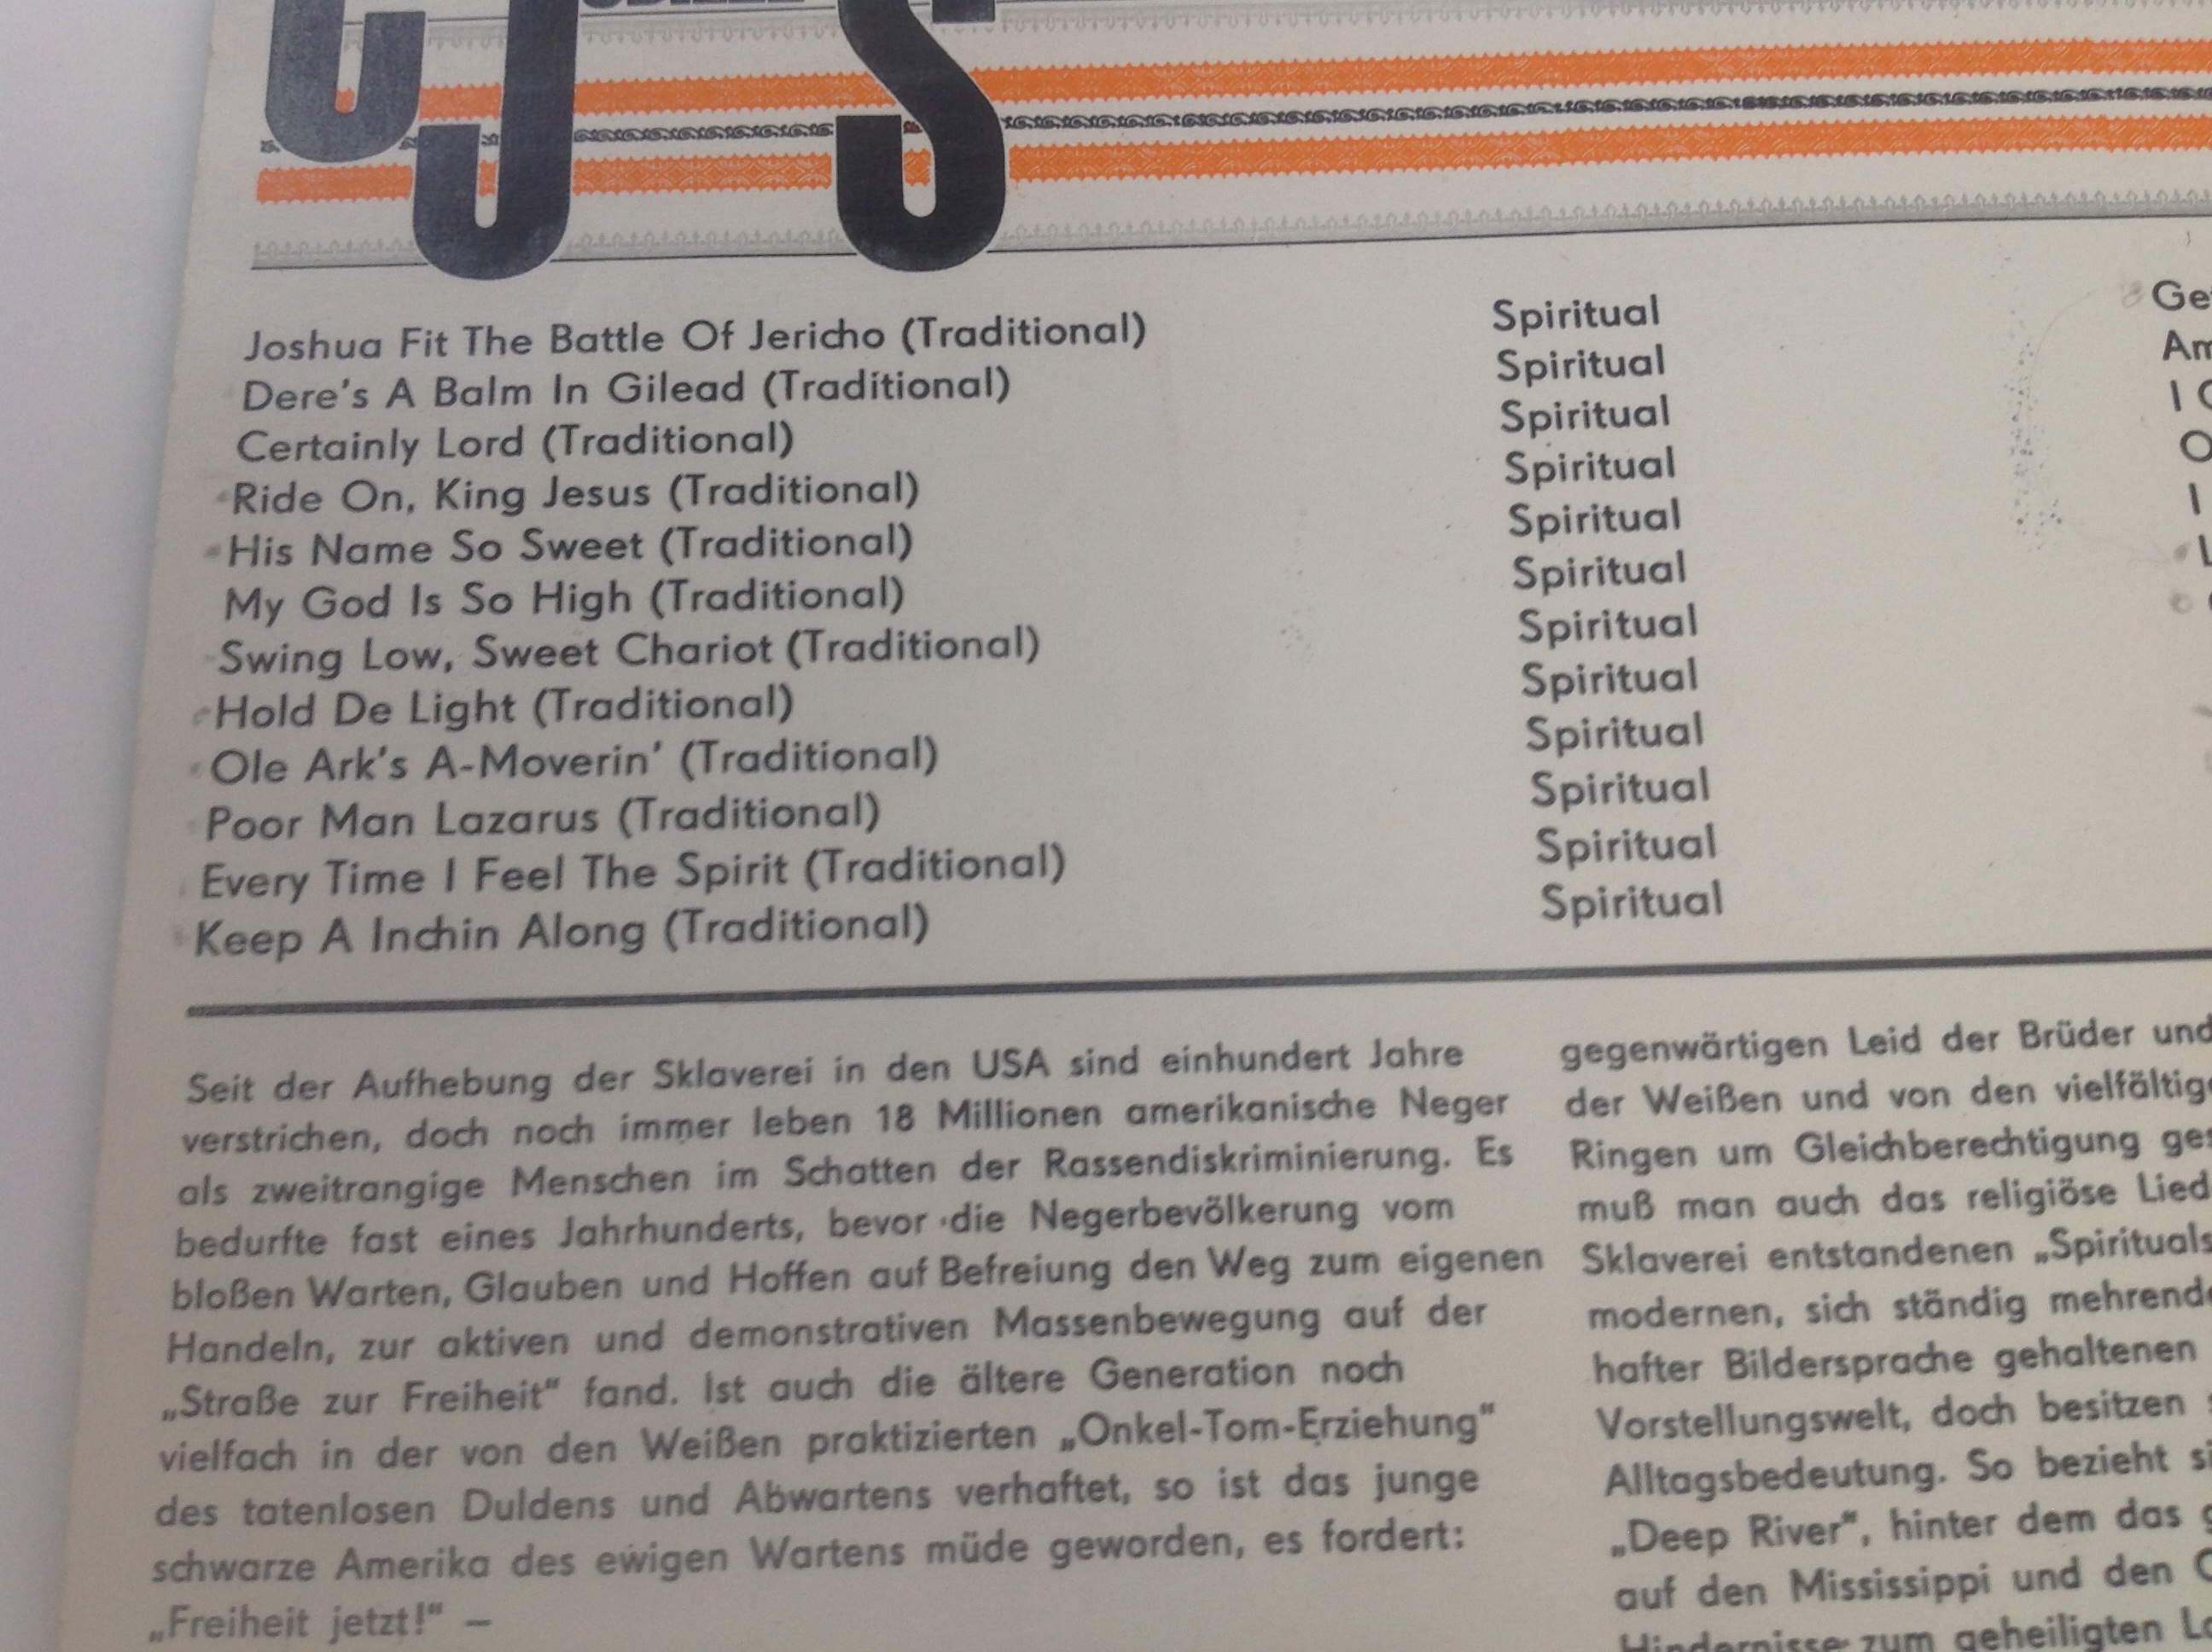 Joshua Fit The Battle Of Jericho (Traditional) Spiritual
Dere's A Balm In Gilead (Traditional) Spiritual
Certainly Lord (Traditional) Spiritual
Ride On, King Jesus (Traditional) Spiritual
His Name So Sweet (Traditional) Spiritual
My God Is So High (Traditional) Spiritual
Swing Low, Sweet Chariot (Traditional) Spiritual
Hold De Light (Traditional) Spiritual
Ole Ark's A-Moverin' (Traditional) Spiritual
Poor Man Lazarus (Traditional) Spiritual
Every Time I Feel The Spirit (Traditional) Spiritual
Keep A Inchin Along (Traditional) Spiritual
Seit der Aufhebung der Sklaverei in den USA sind einhundert Jahre
verstrichen, doch noch immer leben 18 Millionen amerikanische Neger
als zweitrangige Menschen im Schatten der Rassendiskriminierung. Es
bedurfte fast eines Jahrhunderts, bevor die Negerbevölkerung vom
bloßen Warten, Glauben und Hoffen auf Befreiung den Weg zum eigenen
Handeln, zur aktiven und demonstrativen Massenbewegung auf der
„Straße zur Freiheit“ fand. Ist auch die ältere Generation noch
vielfach in der von den Weißen praktizierten „Onkel-Tom-Erziehung“
des tatenlosen Duldens und Abwartens verhaftet, so ist das junge
schwarze Amerika des ewigen Wartens müde geworden, es fordert:
„Freiheit jetzt!“ –
gegenwärtigen Leid der Brüder und
der Weißen und von den
Ringen um Gleichberechtigung
muß man auch das religiöse
Sklaverei entstandenen „Spirituals
modernen, sich ständig
hafter Bildersprache gehaltenen
Vorstellungswelt, doch besitzen
Alltagsbedeutung. So bezieht
„Deep River“, hinter dem das
auf den Mississippi und den
Hindernisse zum geheiligten